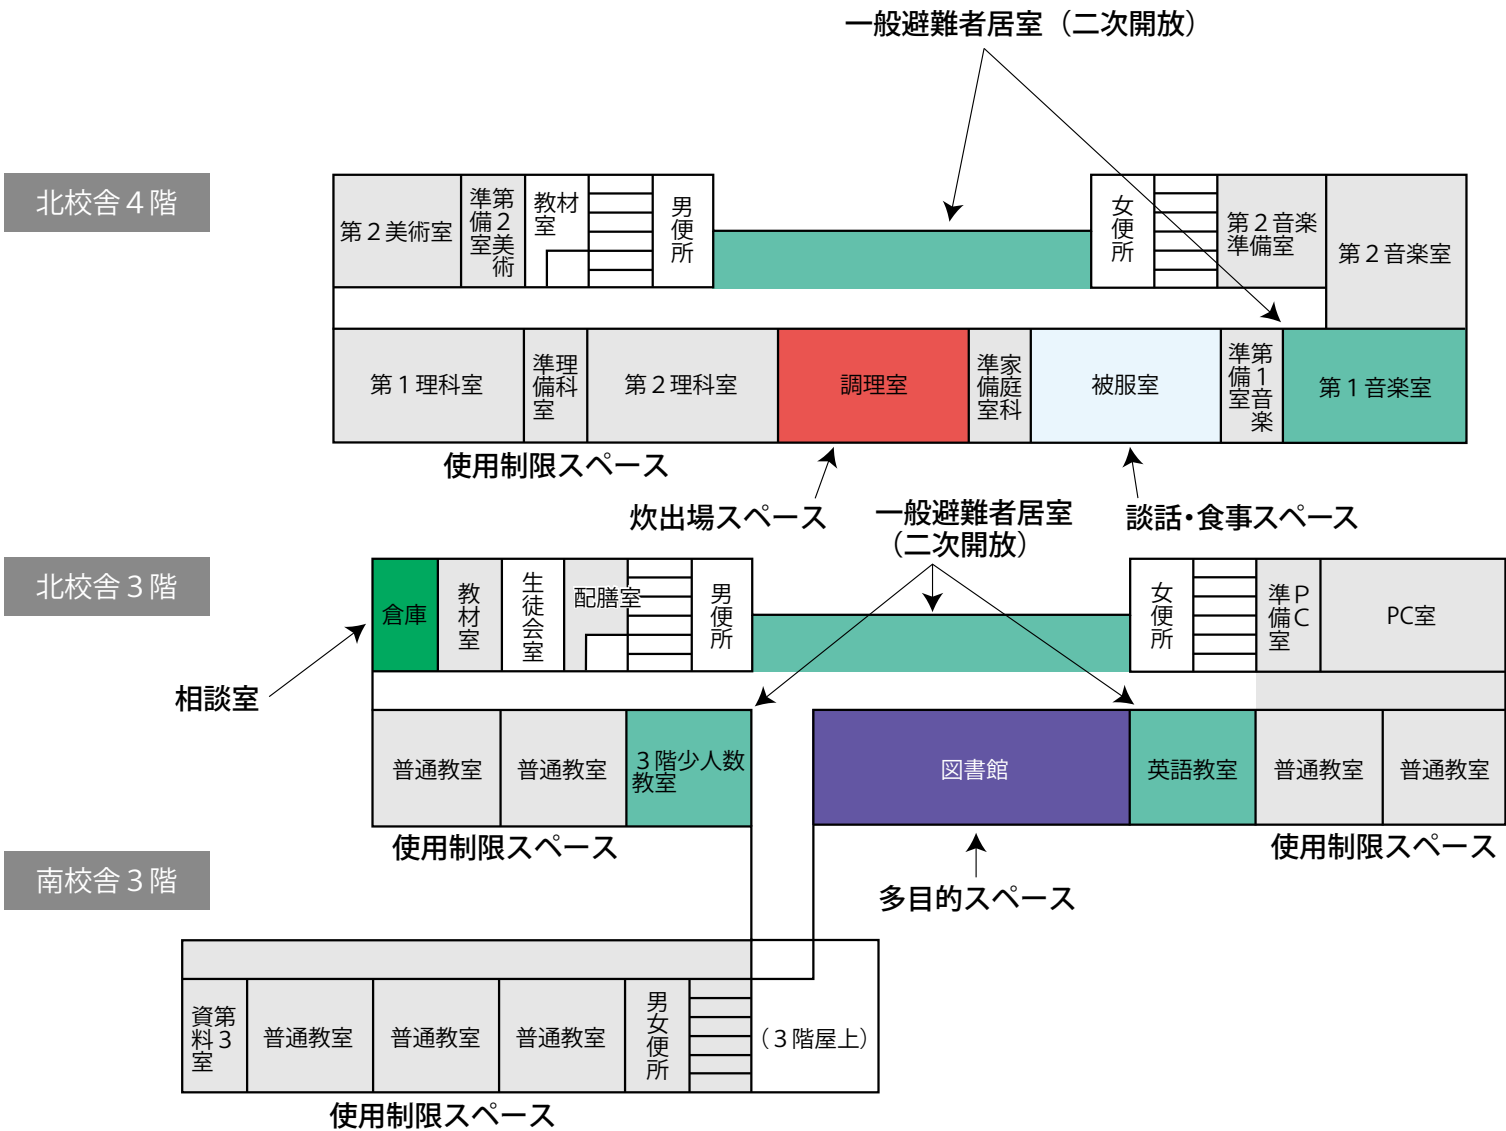 一般避難者居室（二次開放）
北校舎４階
第２美術室
第２美術
準備室
教材
室
男便所
女便所
第２音楽
準備室
第２音楽室
第１理科室
理科
準備室
第２理科室
調理室
家庭科
準備室
被服室
第１音楽
準備室
第１音楽室
使用制限スペース
炊出場スペース
一般避難者居室
（二次開放）
談話・食事スペース
北校舎３階
倉庫
教材室
生徒会室
配膳室
男便所
女便所
ＰＣ
準備室
PC室
相談室
普通教室
普通教室
３階少人数
教室
図書館
英語教室
普通教室
普通教室
使用制限スペース
使用制限スペース
多目的スペース
南校舎３階
第３
資料室
普通教室
普通教室
普通教室
男女便所
（３階屋上）
使用制限スペース